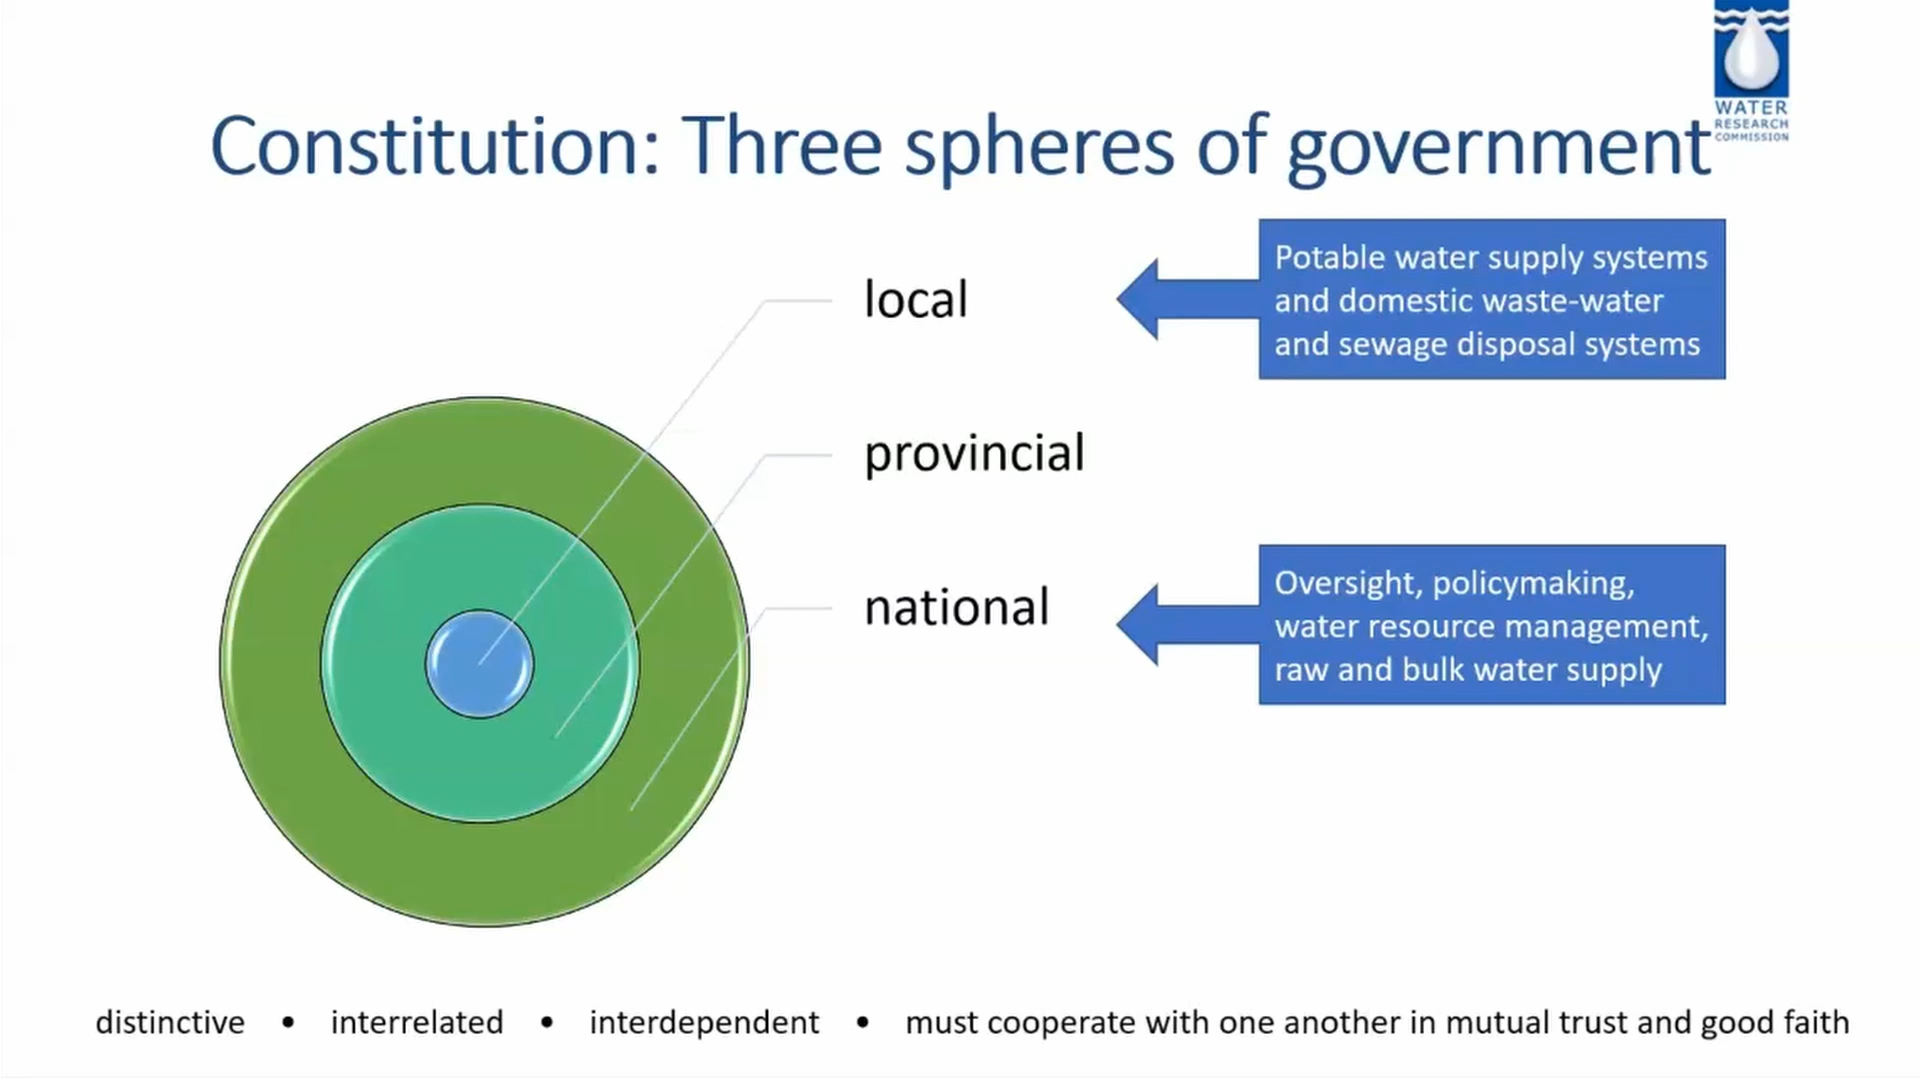 WATER
RESEARCH
COMMISSION
Constitution: Three spheres of government
local
Potable water supply systems
and domestic waste-water
and sewage disposal systems
provincial
national
Oversight, policymaking,
water resource management,
raw and bulk water supply
distinctive • interrelated • interdependent • must cooperate with one another in mutual trust and good faith